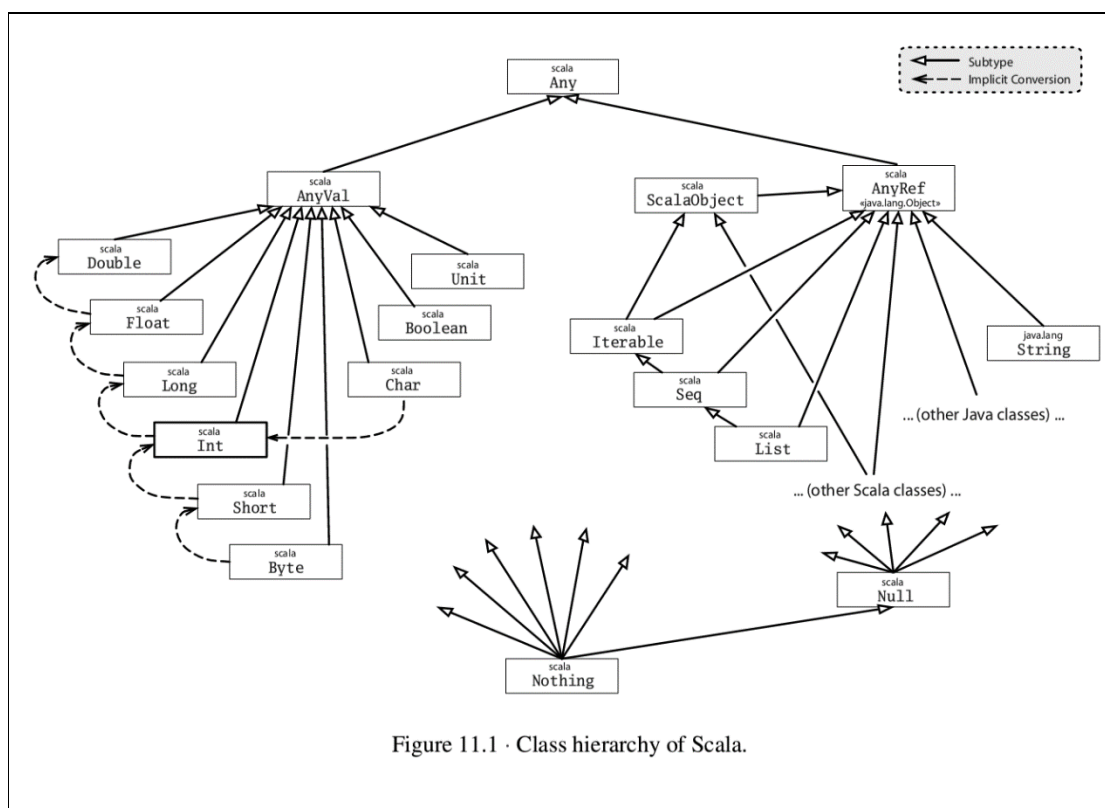 scala
Any
Subtype
Implicit Conversion
scala
AnyVal
scala
ScalaObject
scala
AnyRef
«java.lang.Object»
scala
Double
scala
Unit
scala
Float
scala
Boolean
scala
Iterable
java.lang
String
scala
Long
scala
Char
scala
Seq
... (other Java classes) ...
scala
Int
scala
List
scala
Short
... (other Scala classes) ...
scala
Byte
scala
Null
scala
Nothing
Figure 11.1 · Class hierarchy of Scala.